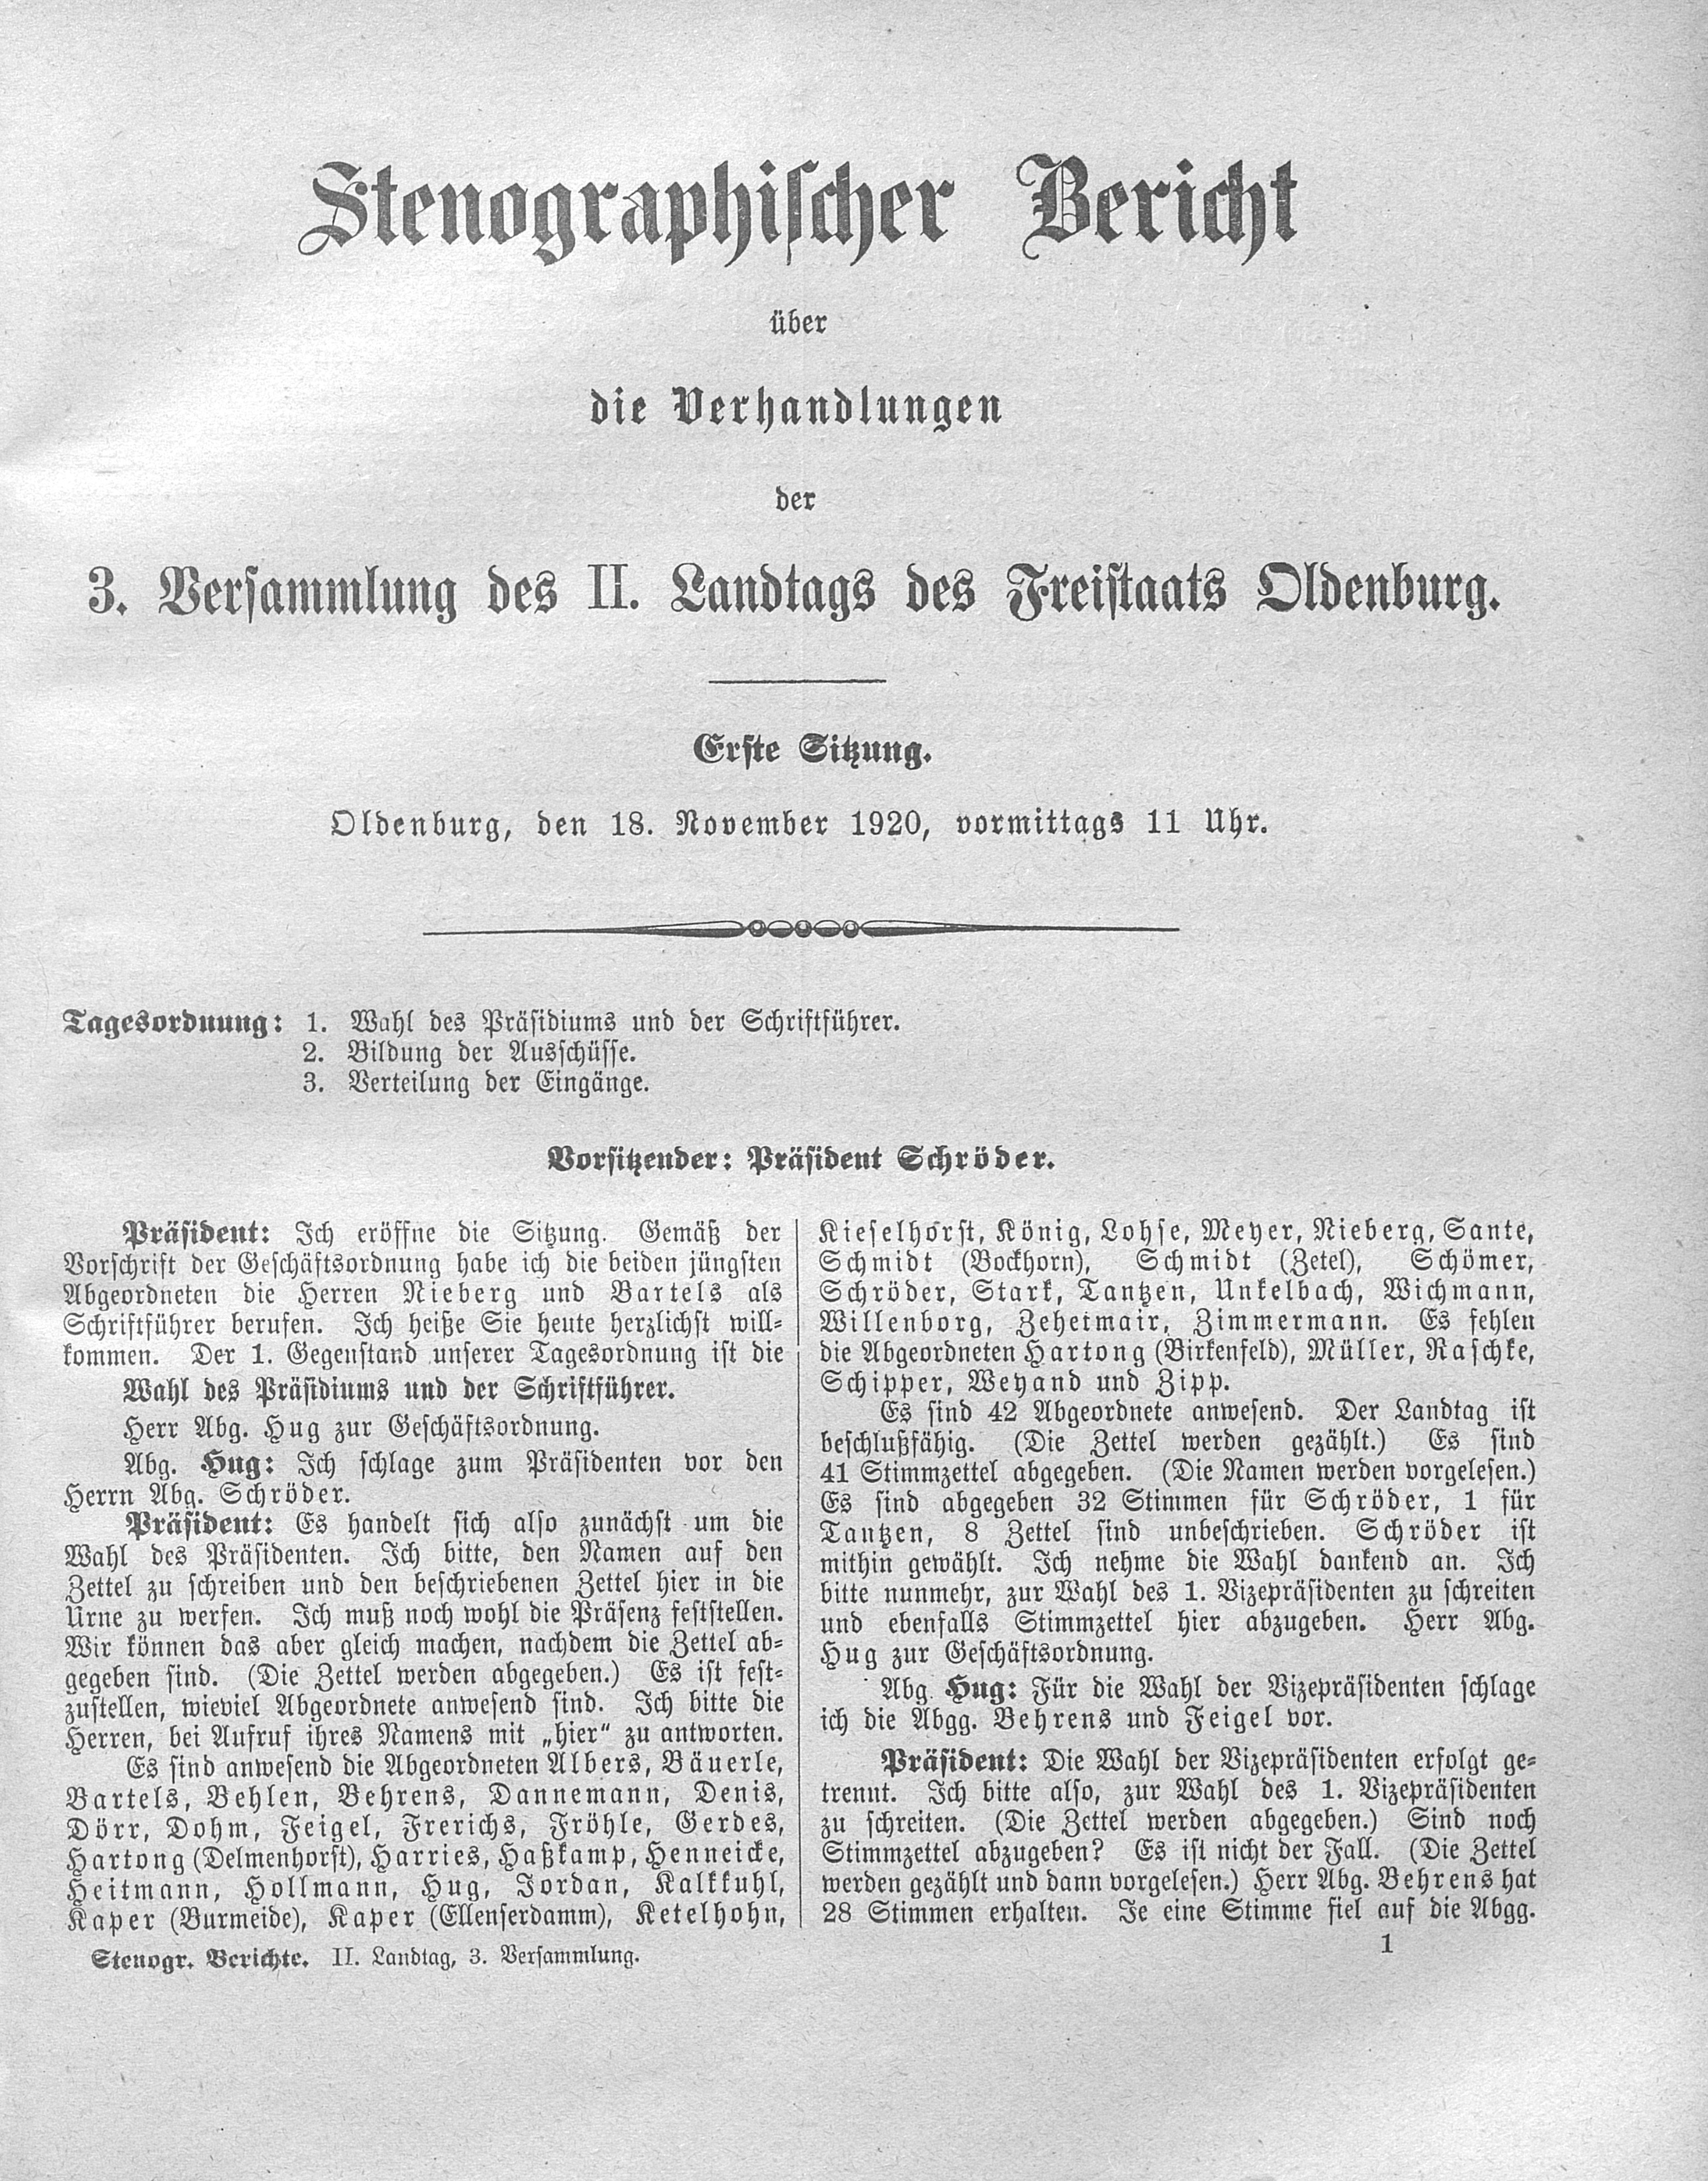 Stenographischer Bericht
über
die Verhandlungen
der
3. Versammlung des II. Landtags des Freistaats Oldenburg.
Erste Sitzung.
Oldenburg, den 18. November 1920, vormittags 11 Uhr.
Tagesordnung: 1. Wahl des Präsidiums und der Schriftführer.
2. Bildung der Ausschüsse.
3. Verteilung der Eingänge.
Vorsitzender: Präsident Schröder.
Präsident: Ich eröffne die Sitzung. Gemäß der
Vorschrift der Geschäftsordnung habe ich die beiden jüngsten
Abgeordneten die Herren Nieberg und Bartels als
Schriftführer berufen. Ich heiße Sie heute herzlichst will-
kommen. Der 1. Gegenstand unserer Tagesordnung ist die
Wahl des Präsidiums und der Schriftführer.
Herr Abg. Hug zur Geschäftsordnung.
Abg. Hug: Ich schlage zum Präsidenten vor den
Herrn Abg. Schröder.
Präsident: Es handelt sich also zunächst um die
Wahl des Präsidenten. Ich bitte, den Namen auf den
Zettel zu schreiben und den beschriebenen Zettel hier in die
Urne zu werfen. Ich muß noch wohl die Präsenz feststellen.
Wir können das aber gleich machen, nachdem die Zettel ab-
gegeben sind. (Die Zettel werden abgegeben.) Es ist fest-
zustellen, wieviel Abgeordnete anwesend sind. Ich bitte die
Herren, bei Aufruf ihres Namens mit „hier“ zu antworten.
Es sind anwesend die Abgeordneten Albers, Bäuerle,
Bartels, Behlen, Behrens, Dannemann, Denis,
Dörr, Dohm, Feigel, Frerichs, Fröhle, Gerdes,
Hartong (Delmenhorst), Harries, Haßkamp, Henneicke,
Heitmann, Hollmann, Hug, Jordan, Kalkkuhl,
Kaper (Burmeide), Kaper (Ellenserdamm), Ketelhohn,
Stenogr. Berichte. II. Landtag, 3. Versammlung.
Kieselhorst, König, Lohse, Meyer, Nieberg, Sante,
Schmidt (Bockhorn), Schmidt (Zetel), Schömer,
Schröder, Stark, Tantzen, Unkelbach, Wichmann,
Willenborg, Zehetmair, Zimmermann. Es fehlen
die Abgeordneten Hartong (Birkenfeld), Müller, Raschke,
Schipper, Weyand und Zipp.
Es sind 42 Abgeordnete anwesend. Der Landtag ist
beschlußfähig. (Die Zettel werden gezählt.) Es sind
41 Stimmzettel abgegeben. (Die Namen werden vorgelesen.)
Es sind abgegeben 32 Stimmen für Schröder, 1 für
Tantzen, 8 Zettel sind unbeschrieben. Schröder ist
mithin gewählt. Ich nehme die Wahl dankend an. Ich
bitte nunmehr, zur Wahl des 1. Vizepräsidenten zu schreiten
und ebenfalls Stimmzettel hier abzugeben. Herr Abg.
Hug zur Geschäftsordnung.
Abg. Hug: Für die Wahl der Vizepräsidenten schlage
ich die Abgg. Behrens und Feigel vor.
Präsident: Die Wahl der Vizepräsidenten erfolgt ge-
trennt. Ich bitte also, zur Wahl des 1. Vizepräsidenten
zu schreiten. (Die Zettel werden abgegeben.) Sind noch
Stimmzettel abzugeben? Es ist nicht der Fall. (Die Zettel
werden gezählt und dann vorgelesen.) Herr Abg. Behrens hat
28 Stimmen erhalten. Je eine Stimme fiel auf die Abgg.
1